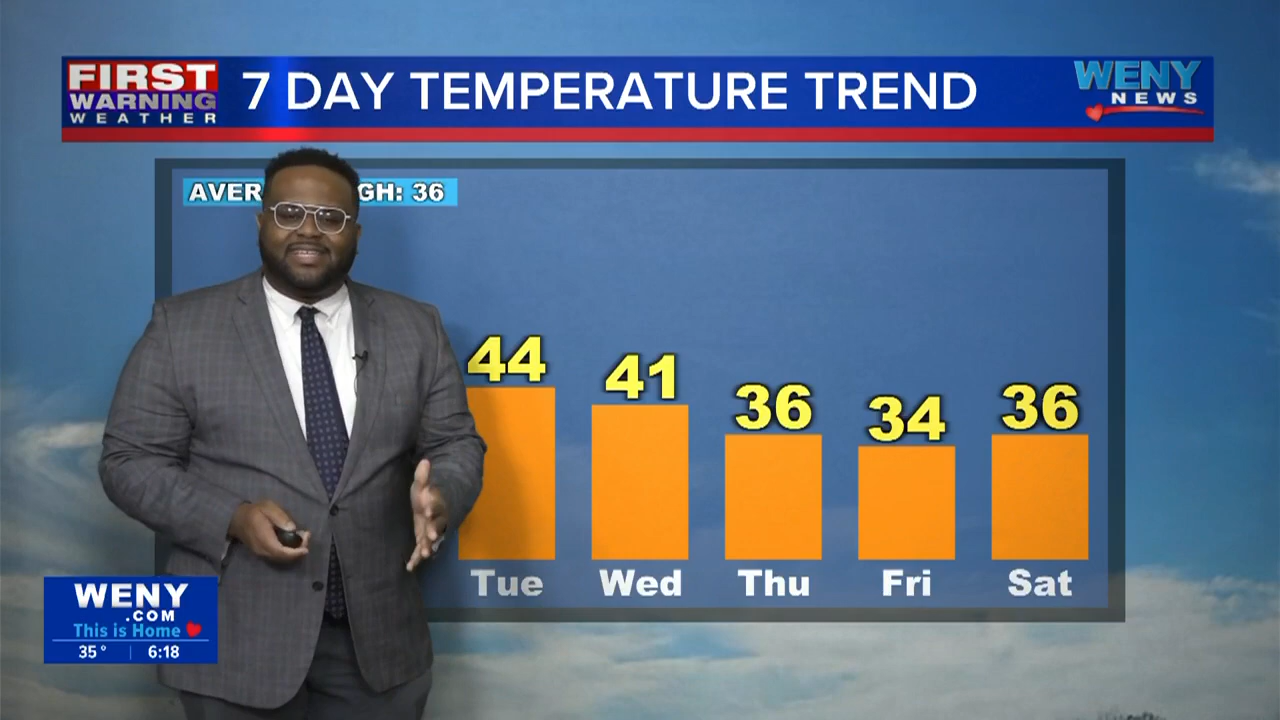 FIRST
WARNING
WEATHER
7 DAY TEMPERATURE TREND
WENY
NEWS
GH: 36
44
41
36
34
36
Tue
Wed
Thu
Fri
Sat
WENY
.COM
This is Home
35° | 6:18